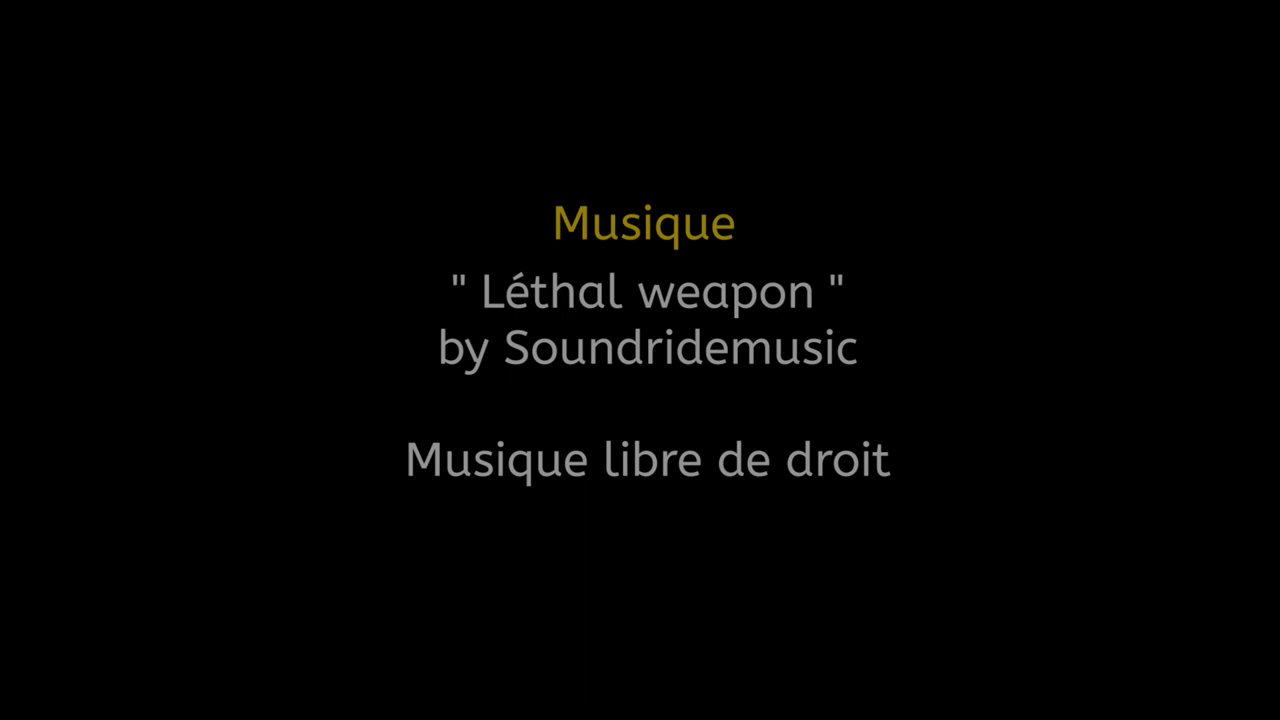 Musique
" Léthal weapon "
by Soundridemusic
Musique libre de droit